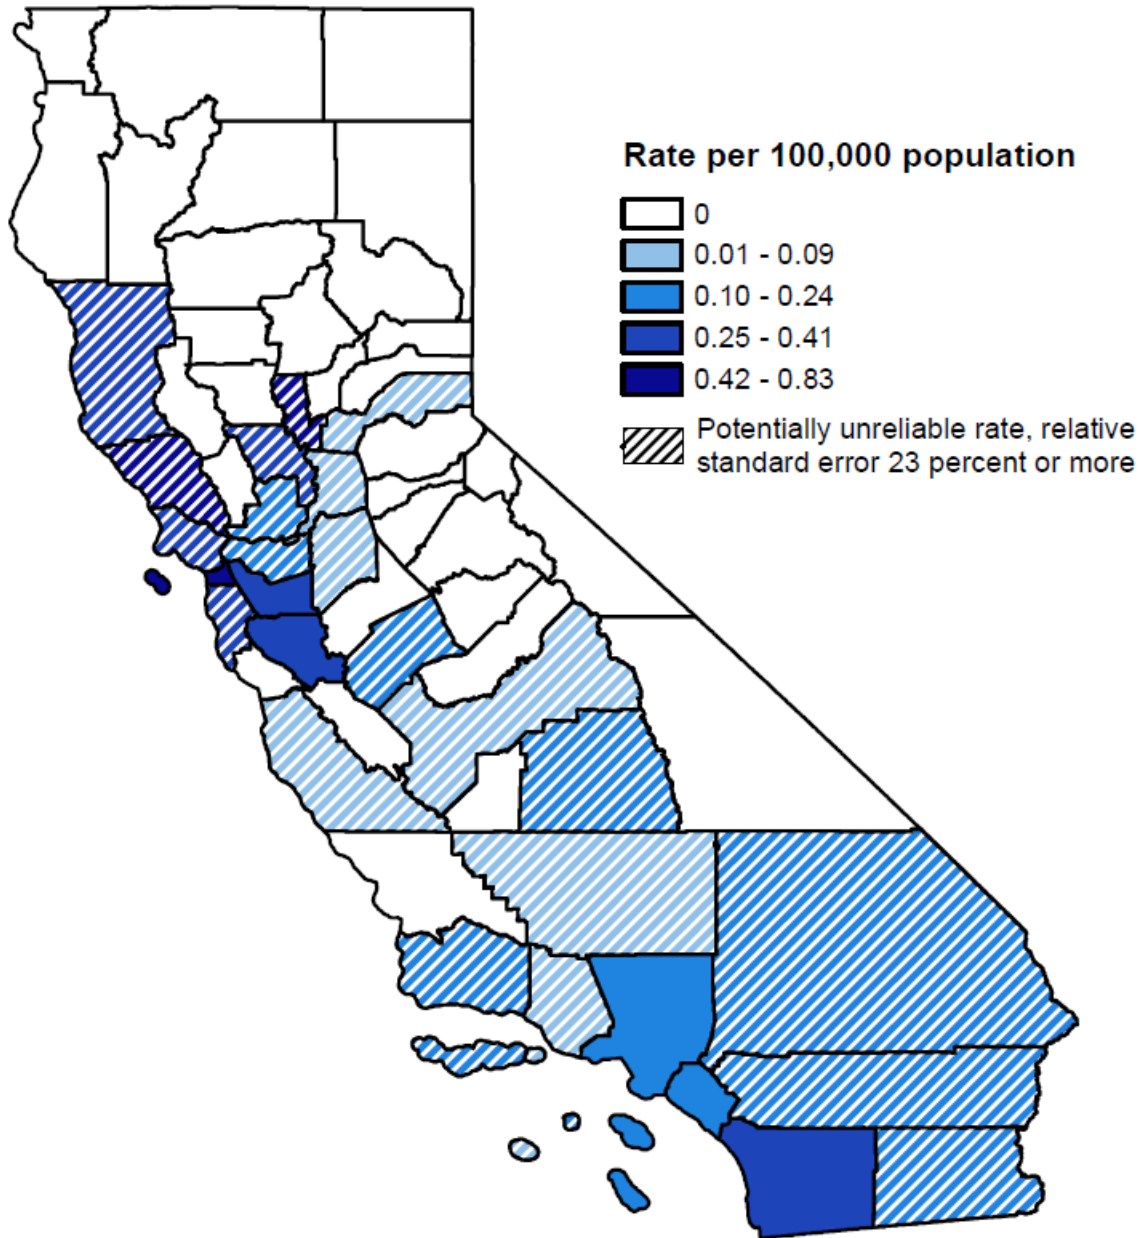 Rate per 100,000 population
0
0.01 - 0.09
0.10 - 0.24
0.25 - 0.41
0.42 - 0.83
Potentially unreliable rate, relative
standard error 23 percent or more